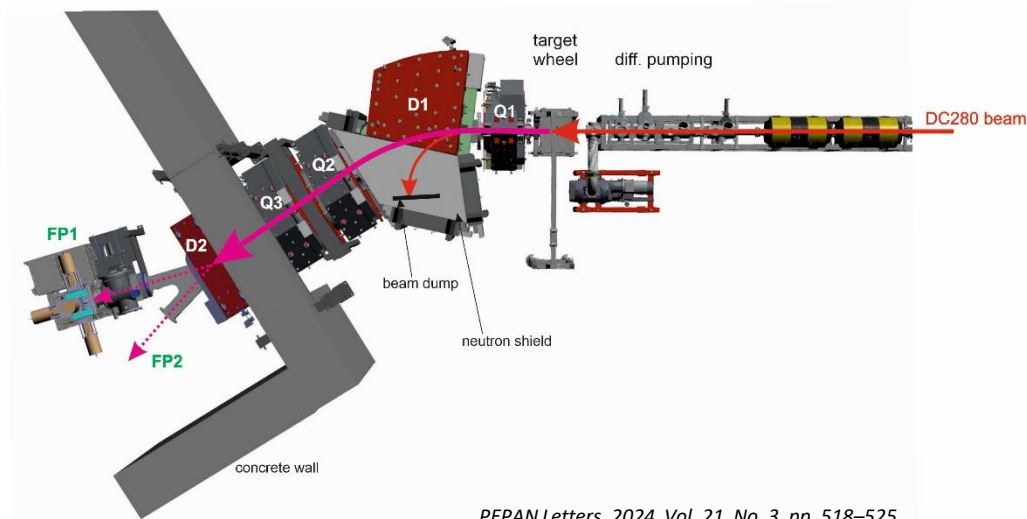 target
wheel
diff. pumping
D1
Q1
DC280 beam
Q2
Q3
FP1
D2
beam dump
neutron shield
FP2
concrete wall
PEPAN Letters, 2024, Vol. 21, No. 3, pp. 518–525